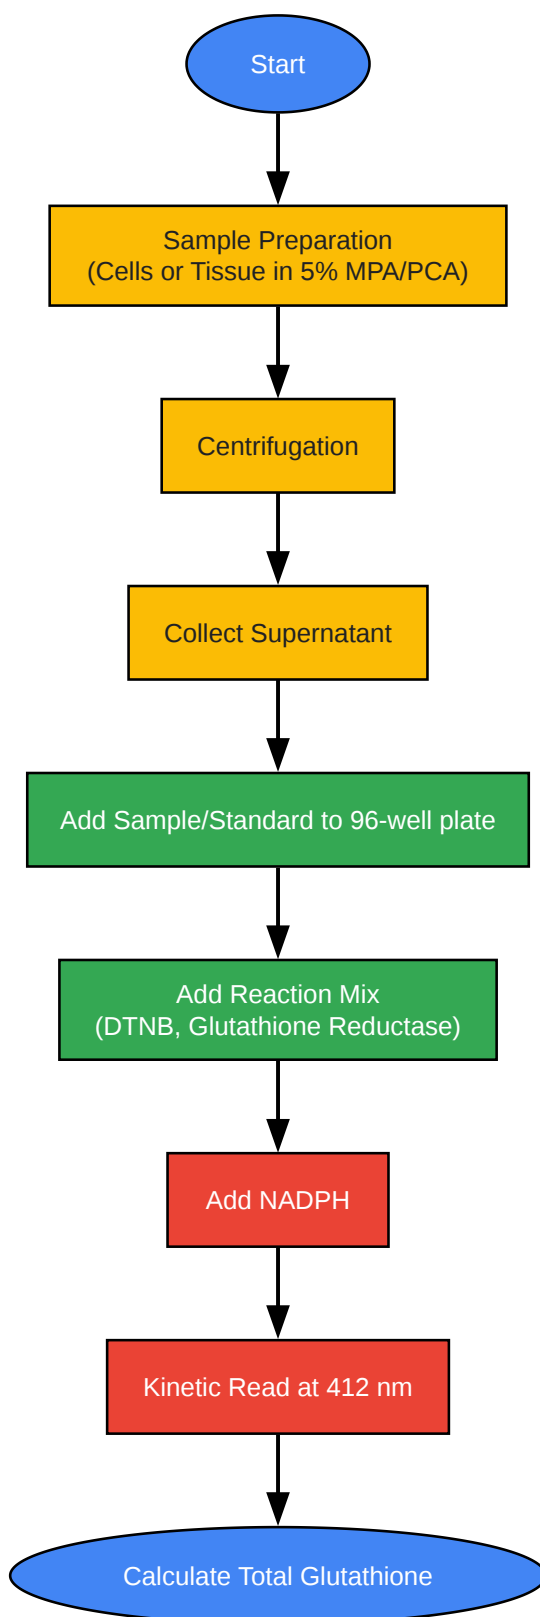 Start
Sample Preparation
(Cells or Tissue in 5% MPA/PCA)
Centrifugation
Collect Supernatant
Add Sample/Standard to 96-well plate
Add Reaction Mix
(DTNB, Glutathione Reductase)
Add NADPH
Kinetic Read at 412 nm
Calculate Total Glutathione